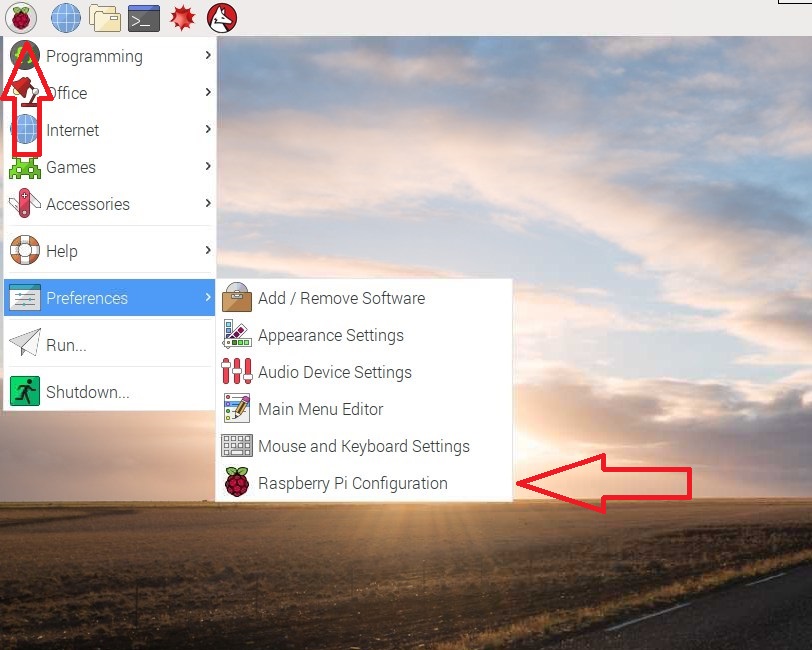 Programming
Office
Internet
Games
Accessories
Help
Preferences
Add / Remove Software
Appearance Settings
Audio Device Settings
Main Menu Editor
Mouse and Keyboard Settings
Raspberry Pi Configuration
Run...
Shutdown...